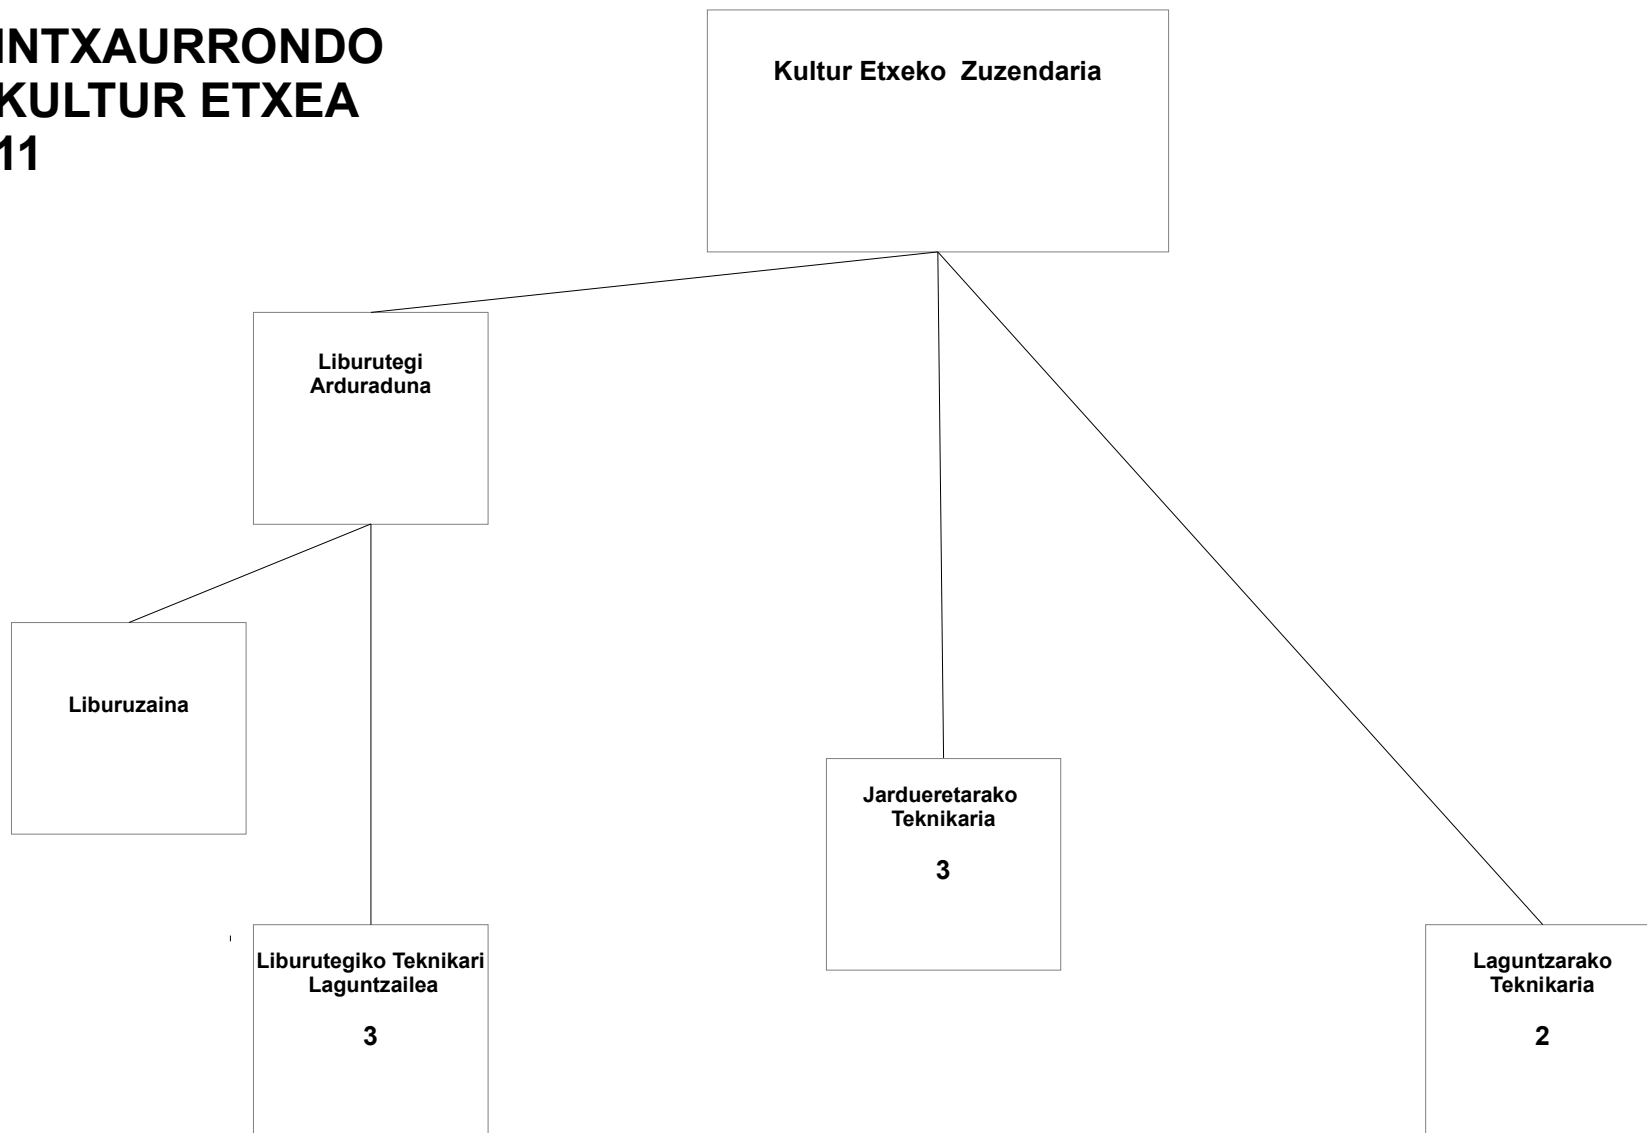 INTXAURRONDO
KULTUR ETXEA
11
Kultur Etxeko Zuzendaria
Liburutegi
Arduraduna
Liburuzaina
Jardueretarako
Teknikaria
3
Liburutegiko Teknikari
Laguntzailea
3
Laguntzarako
Teknikaria
2